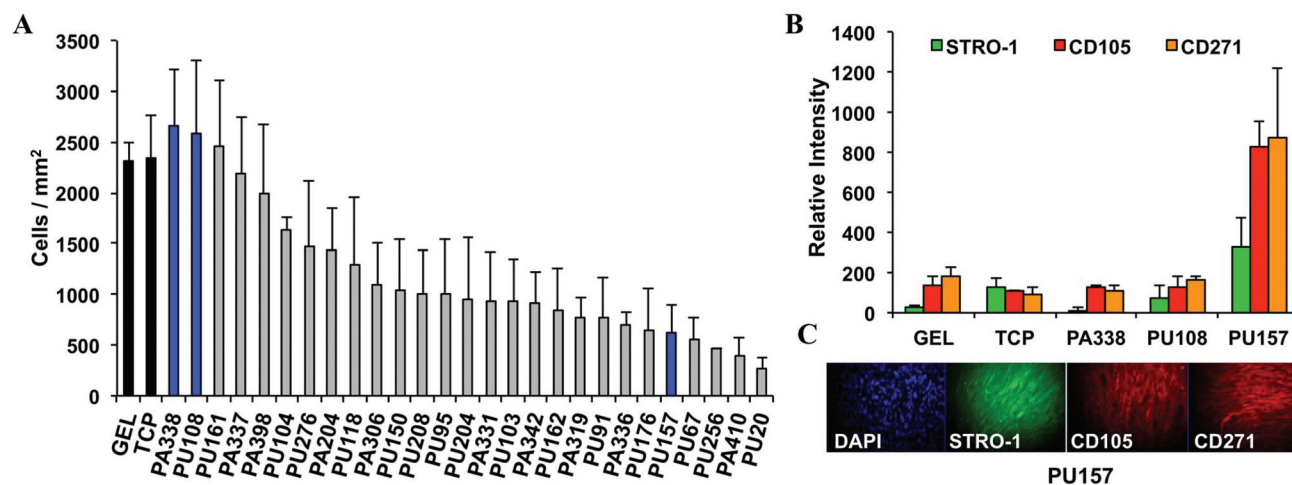 A
3500
3000
2500
2000
1500
1000
500
0
Cells / mm²
GEL
TCP
PA338
PU108
PU161
PA337
PA398
PU104
PU276
PA204
PU118
PA306
PU150
PU208
PU95
PU204
PA331
PU103
PA342
PU162
PA319
PU91
PA336
PU176
PU157
PU67
PU256
PA410
PU20
B
1400
1200
1000
800
600
400
200
0
Relative Intensity
STRO-1 CD105 CD271
GEL TCP PA338 PU108 PU157
C
DAPI STRO-1 CD105 CD271
PU157